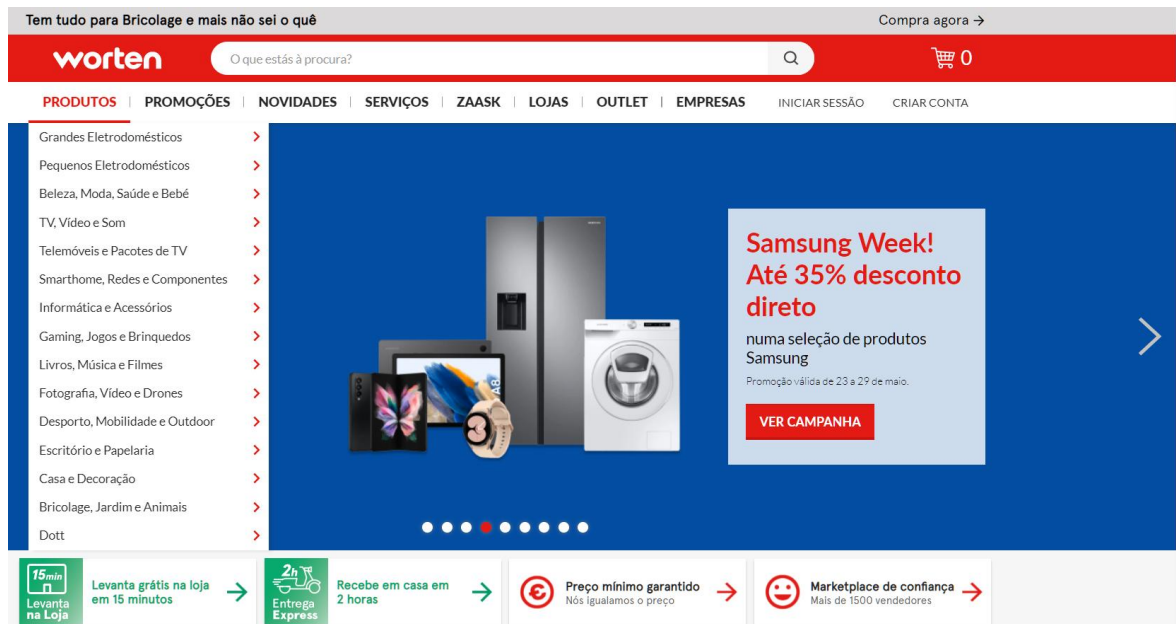 Tem tudo para Bricolage e mais não sei o quê
Compra agora →
worten
O que estás à procura?
0
PRODUTOS | PROMOÇÕES | NOVIDADES | SERVIÇOS | ZAASK | LOJAS | OUTLET | EMPRESAS
INICIAR SESSÃO
CRIAR CONTA
Grandes Eletrodomésticos
Pequenos Eletrodomésticos
Beleza, Moda, Saúde e Bebé
TV, Vídeo e Som
Telemóveis e Pacotes de TV
Smarthome, Redes e Componentes
Informática e Acessórios
Gaming, Jogos e Brinquedos
Livros, Música e Filmes
Fotografia, Vídeo e Drones
Desporto, Mobilidade e Outdoor
Escritório e Papelaria
Casa e Decoração
Bricolage, Jardim e Animais
Dott
A8
Samsung Week!
Até 35% desconto
direto
numa seleção de produtos
Samsung
Promoção válida de 23 a 29 de maio.
VER CAMPANHA
15min
Levanta
na Loja
Levanta grátis na loja
em 15 minutos
2h
Entrega
Express
Recebe em casa em
2 horas
Preço mínimo garantido
Nós igualamos o preço
Marketplace de confiança
Mais de 1500 vendedores